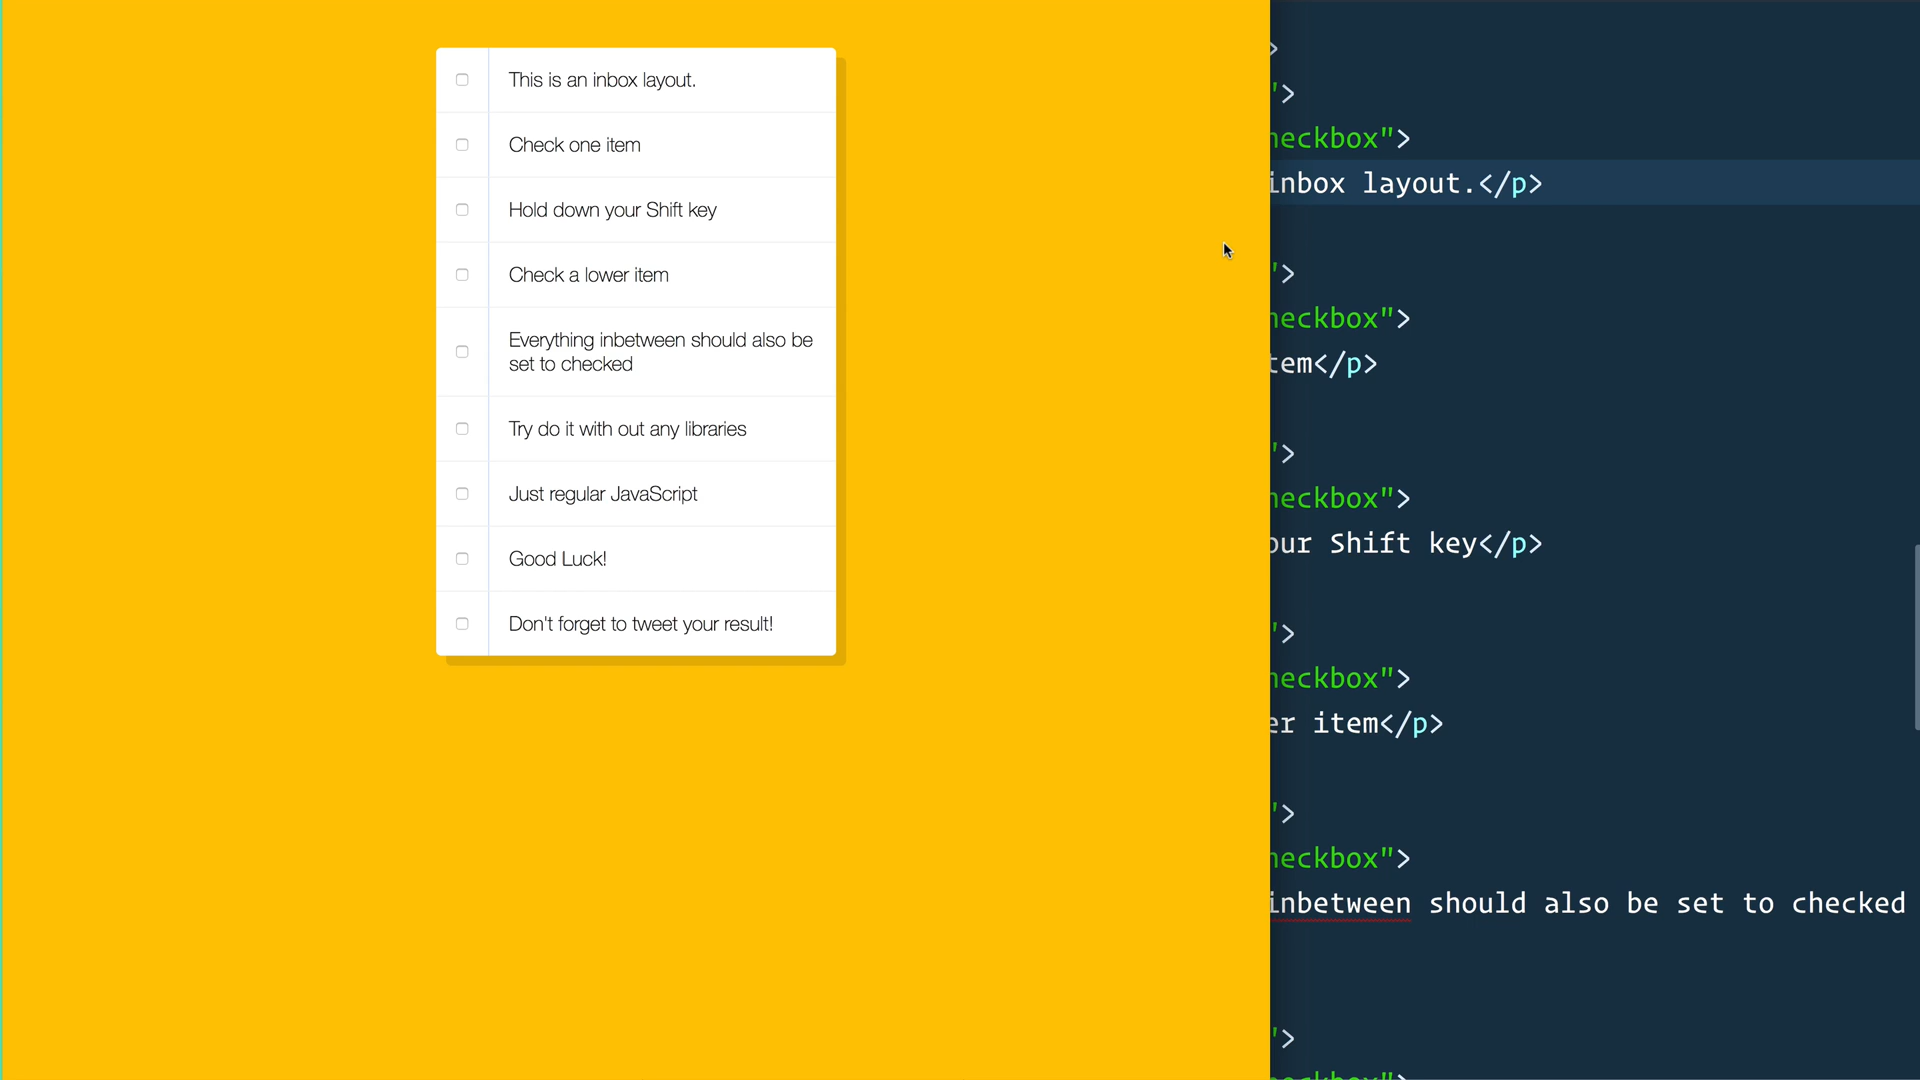 This is an inbox layout.
Check one item
Hold down your Shift key
Check a lower item
Everything inbetween should also be
set to checked
Try do it with out any libraries
Just regular JavaScript
Good Luck!
Don't forget to tweet your result!
>
">
heckbox">
inbox layout.</p>
">
heckbox">
tem</p>
">
heckbox">
our Shift key</p>
">
heckbox">
er item</p>
">
heckbox">
inbetween should also be set to checked
">
heckbox">